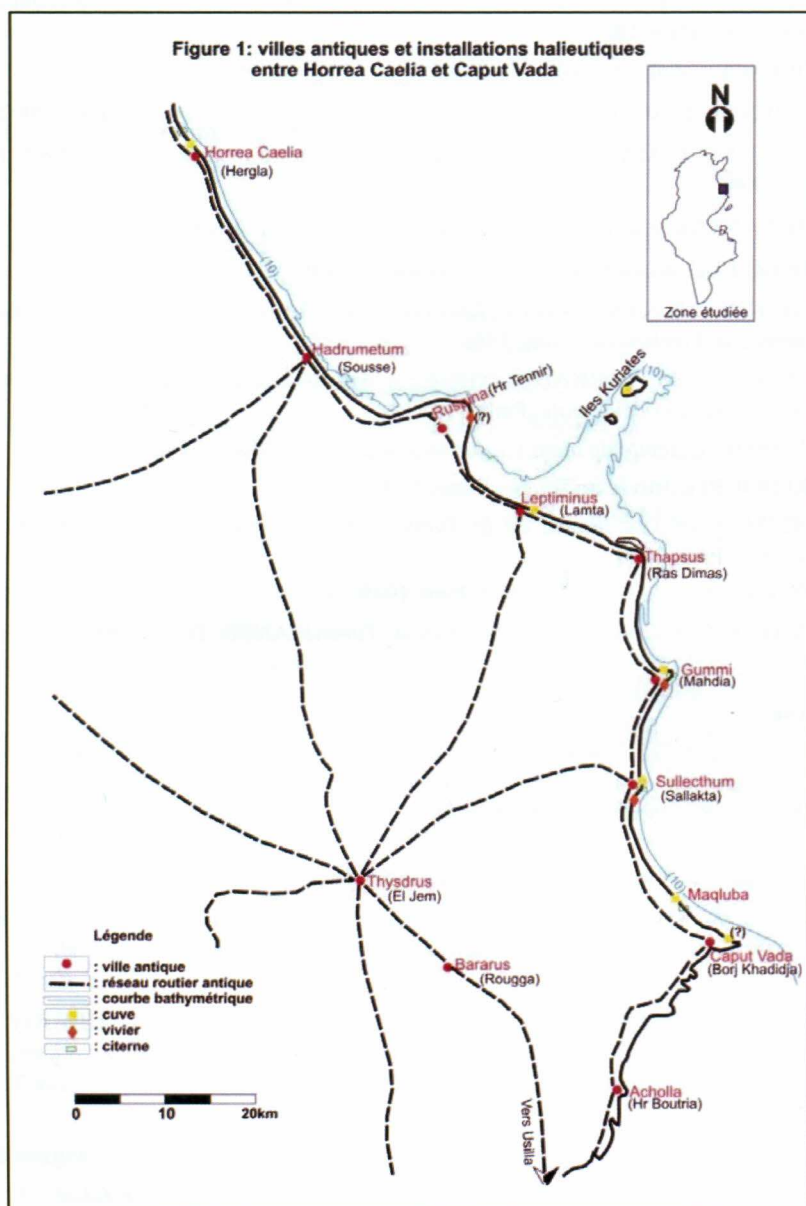 Figure 1: villes antiques et installations halieutiques
entre Horrea Caelia et Caput Vada
N
Zone étudiée
Horrea Caelia
(Hergla)
(10)
Hadrumetum
(Sousse)
Ruspina (Hr Tennir)
(?)
Iles Kuriates
(10)
Leptiminus
(Lamta)
Thapsus
(Ras Dimas)
Gummi
(Mahdia)
Sullecthum
(Sallakta)
(10)
Maqluba
(?)
Caput Vada
(Borj Khadidja)
Thysdrus
(El Jem)
Bararus
(Rougga)
Acholla
(Hr Boutria)
Vers Usilla
Légende
: ville antique
: réseau routier antique
: courbe bathymétrique
: cuve
: vivier
: citerne
0 10 20km